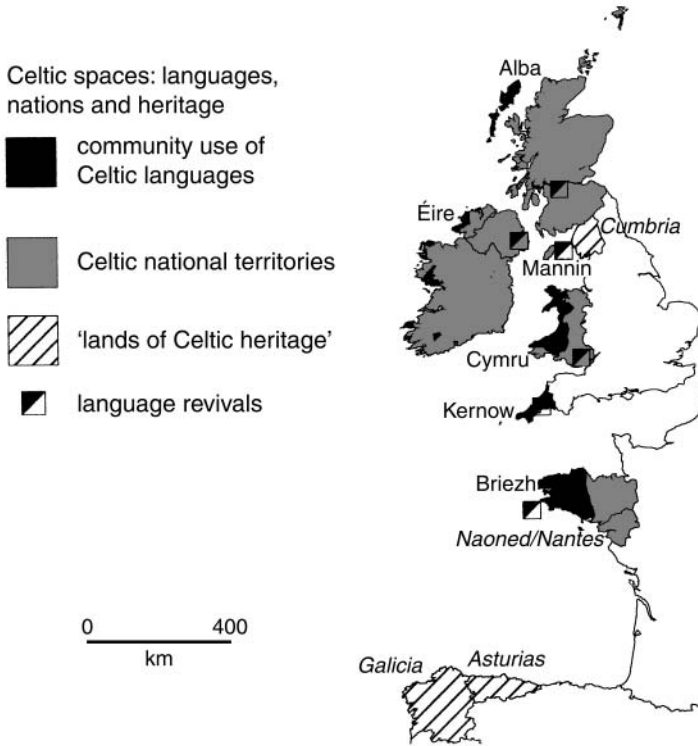 Celtic spaces: languages,
nations and heritage
community use of
Celtic languages
Celtic national territories
'lands of Celtic heritage'
language revivals
0 400
km
Alba
Éire
Cumbria
Mannin
Cymru
Kernow
Briezh
Naoned/Nantes
Galicia
Asturias